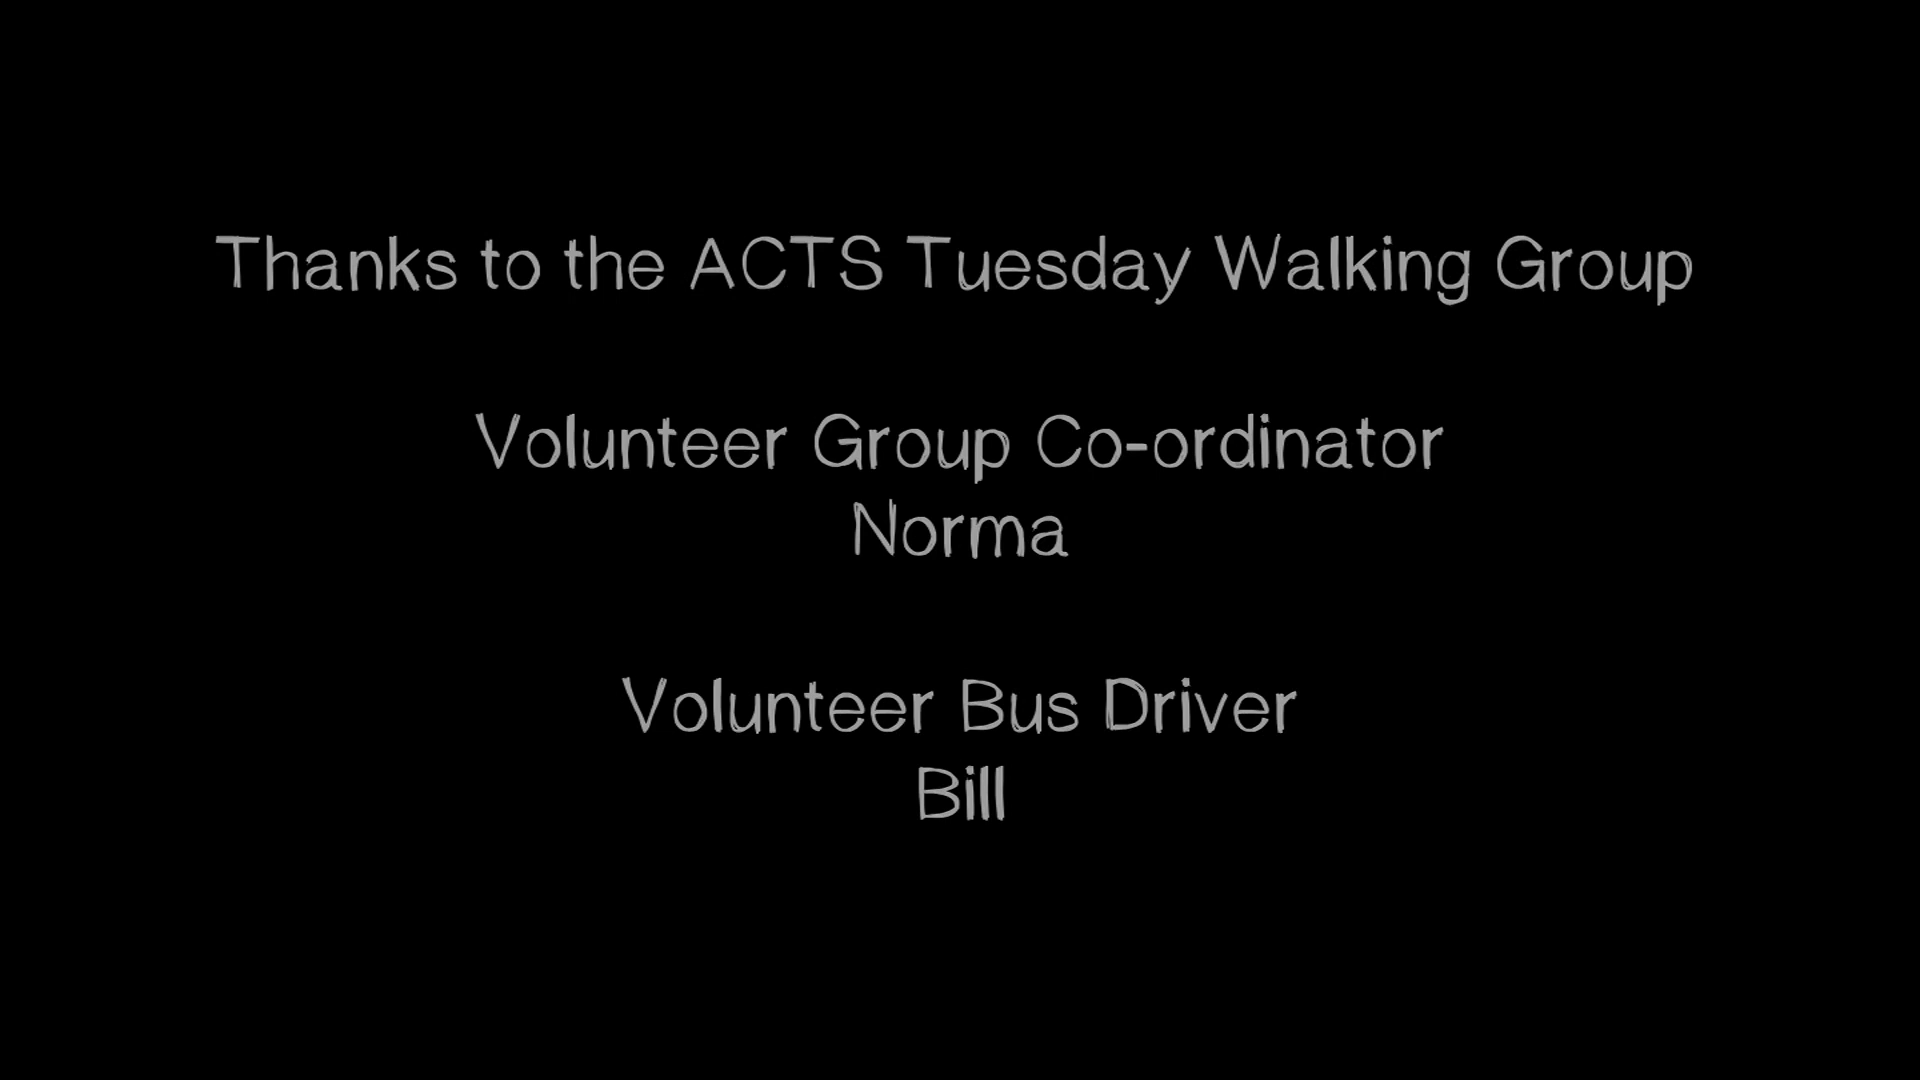 Thanks to the ACTS Tuesday Walking Group
Volunteer Group Co-ordinator
Norma
Volunteer Bus Driver
Bill